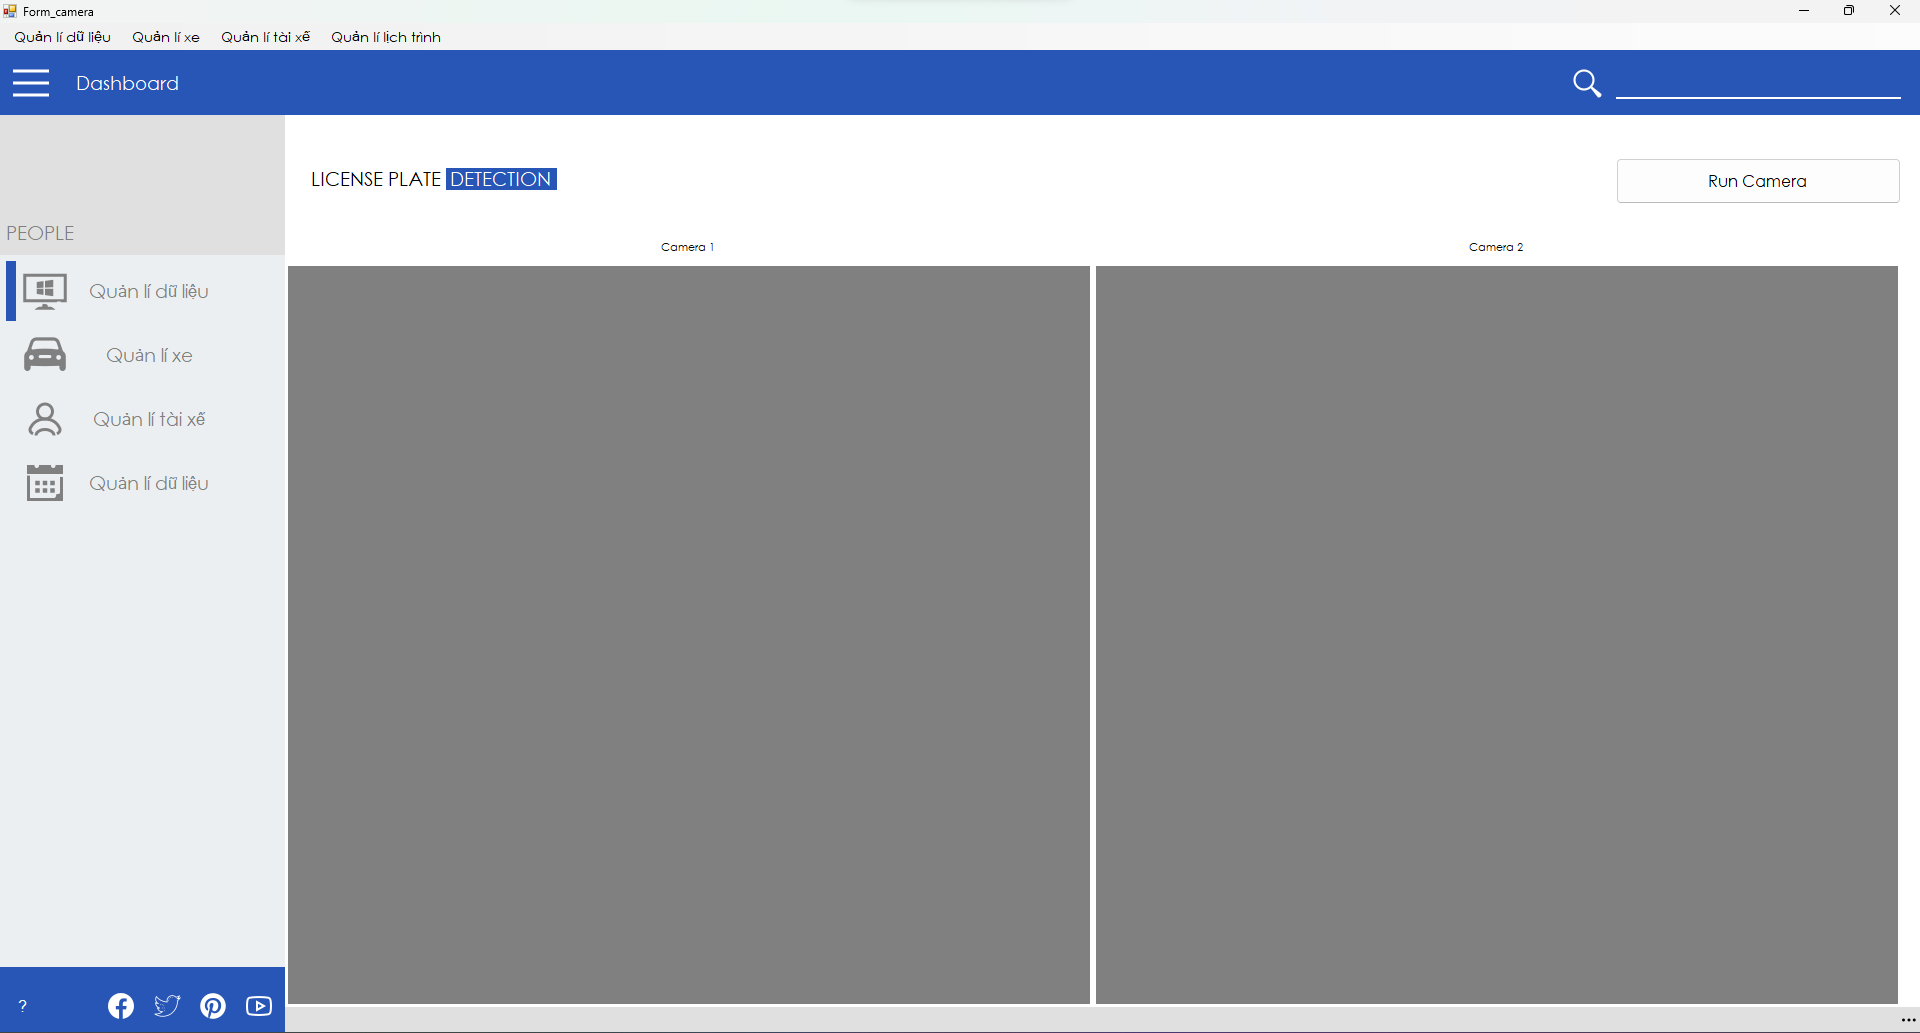 Form_camera
Quản lí dữ liệu Quản lí xe Quản lí tài xế Quản lí lịch trình
Dashboard
LICENSE PLATE DETECTION
Run Camera
PEOPLE
Camera 1
Camera 2
Quản lí dữ liệu
Quản lí xe
Quản lí tài xế
Quản lí dữ liệu
?